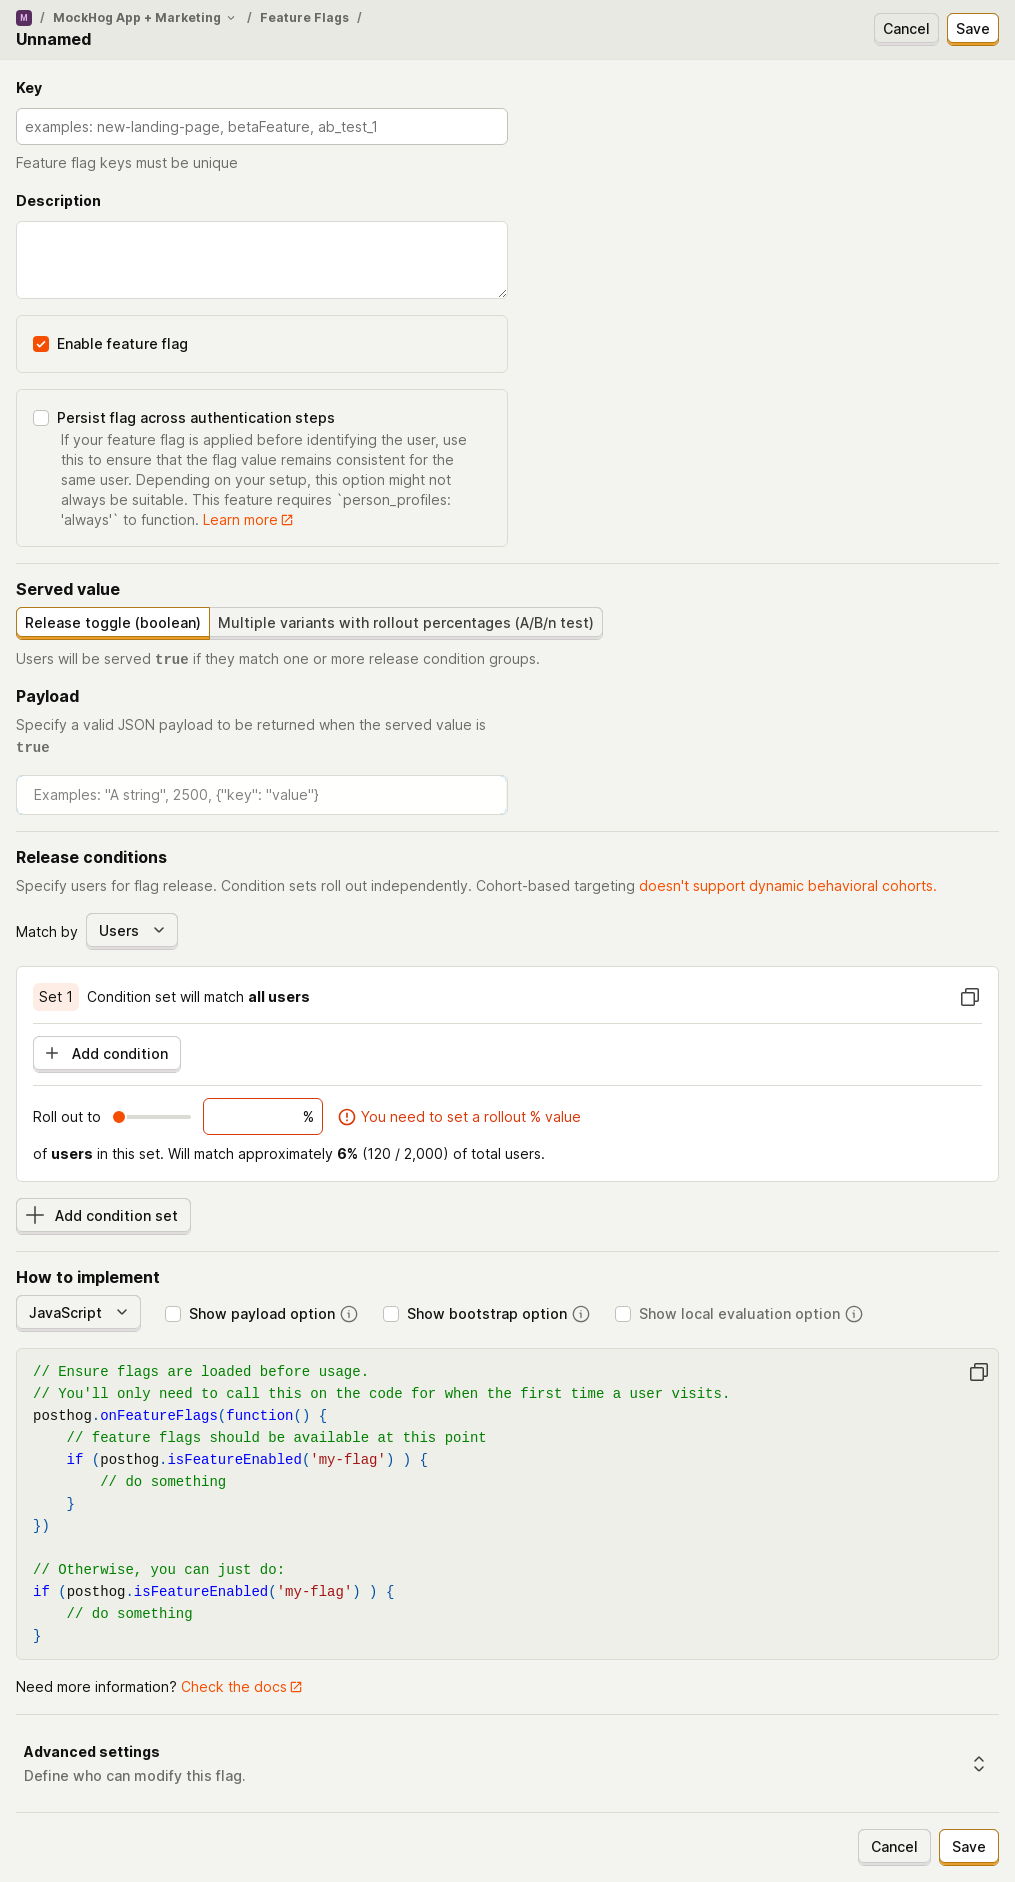 M / MockHog App + Marketing / Feature Flags /
Unnamed
Cancel
Save
Key
examples: new-landing-page, betaFeature, ab_test_1
Feature flag keys must be unique
Description
Enable feature flag
Persist flag across authentication steps
If your feature flag is applied before identifying the user, use
this to ensure that the flag value remains consistent for the
same user. Depending on your setup, this option might not
always be suitable. This feature requires `person_profiles:
'always'` to function. Learn more
Served value
Release toggle (boolean)
Multiple variants with rollout percentages (A/B/n test)
Users will be served true if they match one or more release condition groups.
Payload
Specify a valid JSON payload to be returned when the served value is
true
Examples: "A string", 2500, {"key": "value"}
Release conditions
Specify users for flag release. Condition sets roll out independently. Cohort-based targeting doesn't support dynamic behavioral cohorts.
Match by Users
Set 1 Condition set will match all users
Add condition
Roll out to % You need to set a rollout % value
of users in this set. Will match approximately 6% (120 / 2,000) of total users.
Add condition set
How to implement
JavaScript Show payload option Show bootstrap option Show local evaluation option
// Ensure flags are loaded before usage.
// You'll only need to call this on the code for when the first time a user visits.
posthog.onFeatureFlags(function() {
    // feature flags should be available at this point
    if (posthog.isFeatureEnabled('my-flag') ) {
        // do something
    }
})
// Otherwise, you can just do:
if (posthog.isFeatureEnabled('my-flag') ) {
    // do something
}
Need more information? Check the docs
Advanced settings
Define who can modify this flag.
Cancel
Save